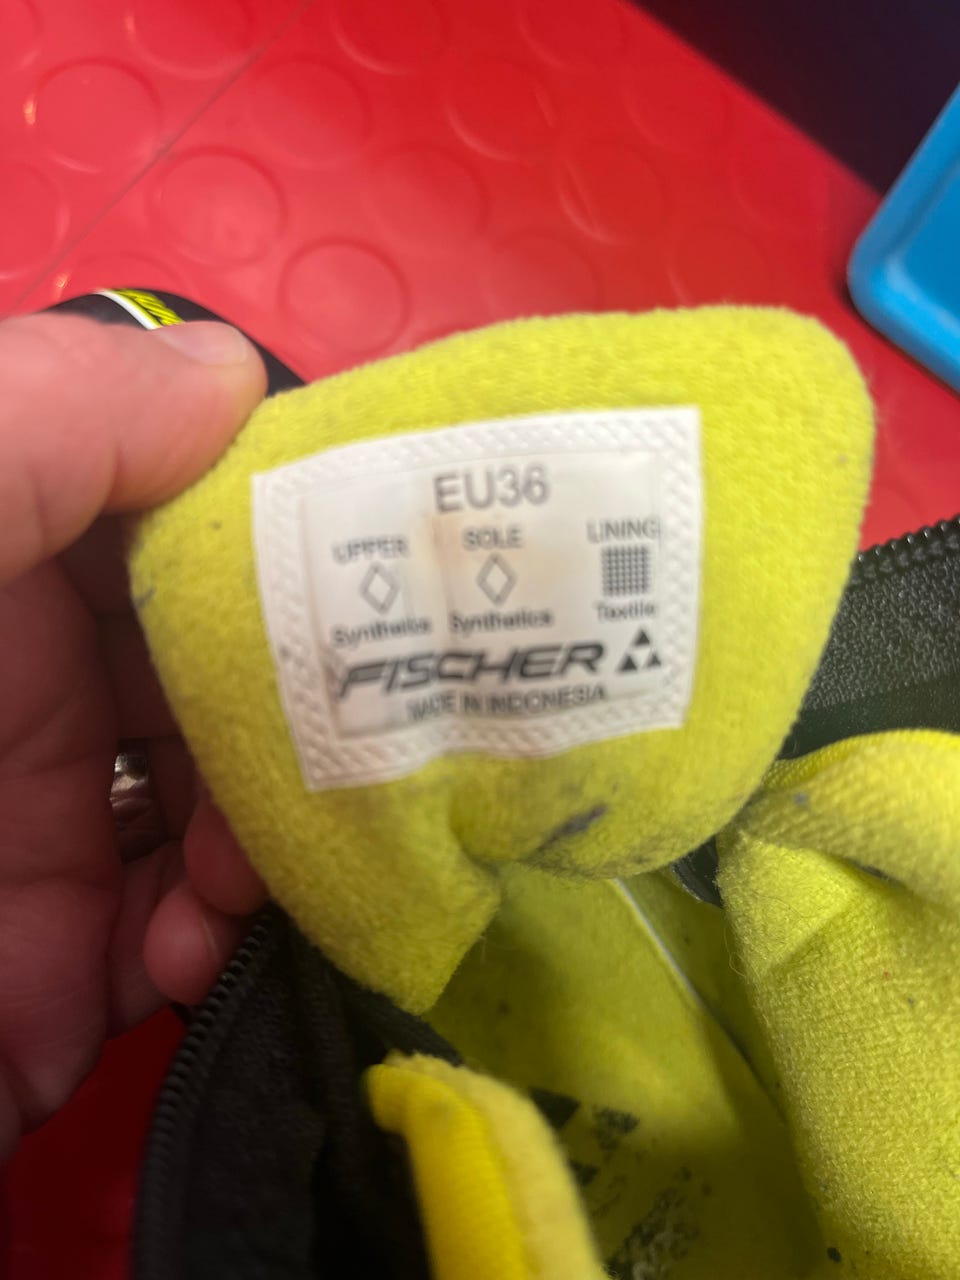 EU36
UPPER SOLE LINING
Synthetics Synthetics Textile
FISCHER
MADE IN INDONESIA